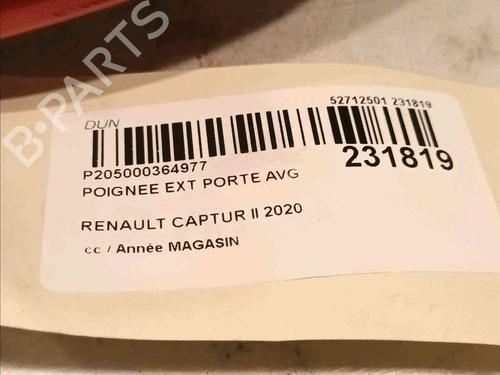 B-PARTS
DUN
52712501 231819
P205000364977
231819
POIGNEE EXT PORTE AVG
RENAULT CAPTUR II 2020
cc / Année MAGASIN